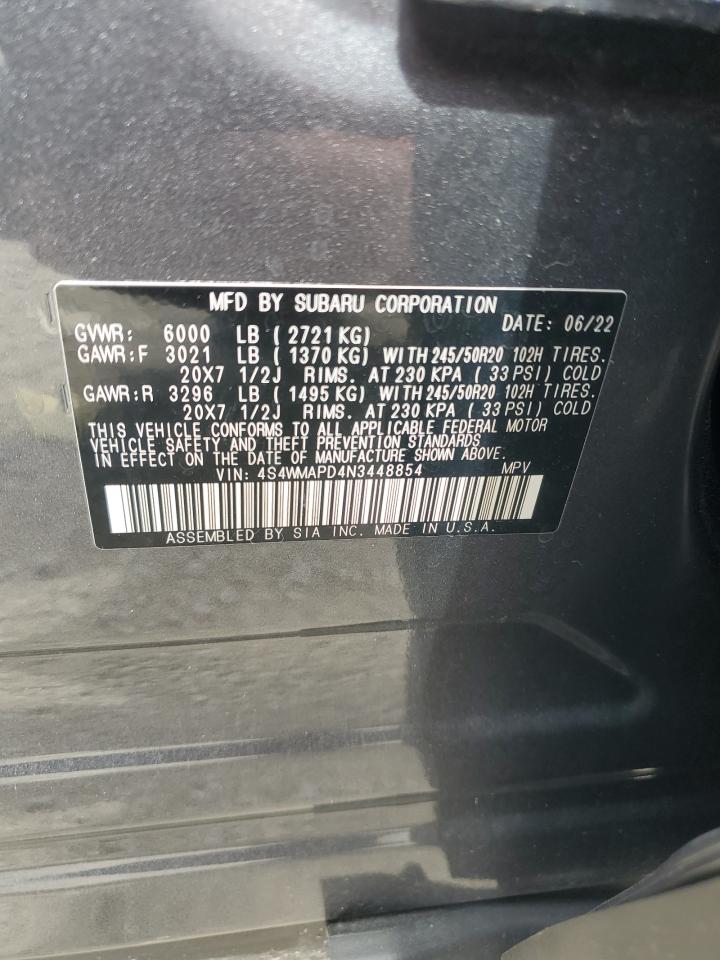 MFD BY SUBARU CORPORATION
DATE: 06/22
GVWR: 6000 LB ( 2721 KG)
GAWR:F 3021 LB ( 1370 KG) WITH 245/50R20 102H TIRES.
20X7 1/2J RIMS. AT 230 KPA ( 33 PSI) COLD
GAWR:R 3296 LB ( 1495 KG) WITH 245/50R20 102H TIRES.
20X7 1/2J RIMS. AT 230 KPA ( 33 PSI) COLD
THIS VEHICLE CONFORMS TO ALL APPLICABLE FEDERAL MOTOR
VEHICLE SAFETY AND THEFT PREVENTION STANDARDS
IN EFFECT ON THE DATE OF MANUFACTURE SHOWN ABOVE.
VIN: 4S4WMAPD4N3448854 MPV
ASSEMBLED BY SIA INC. MADE IN U.S.A.